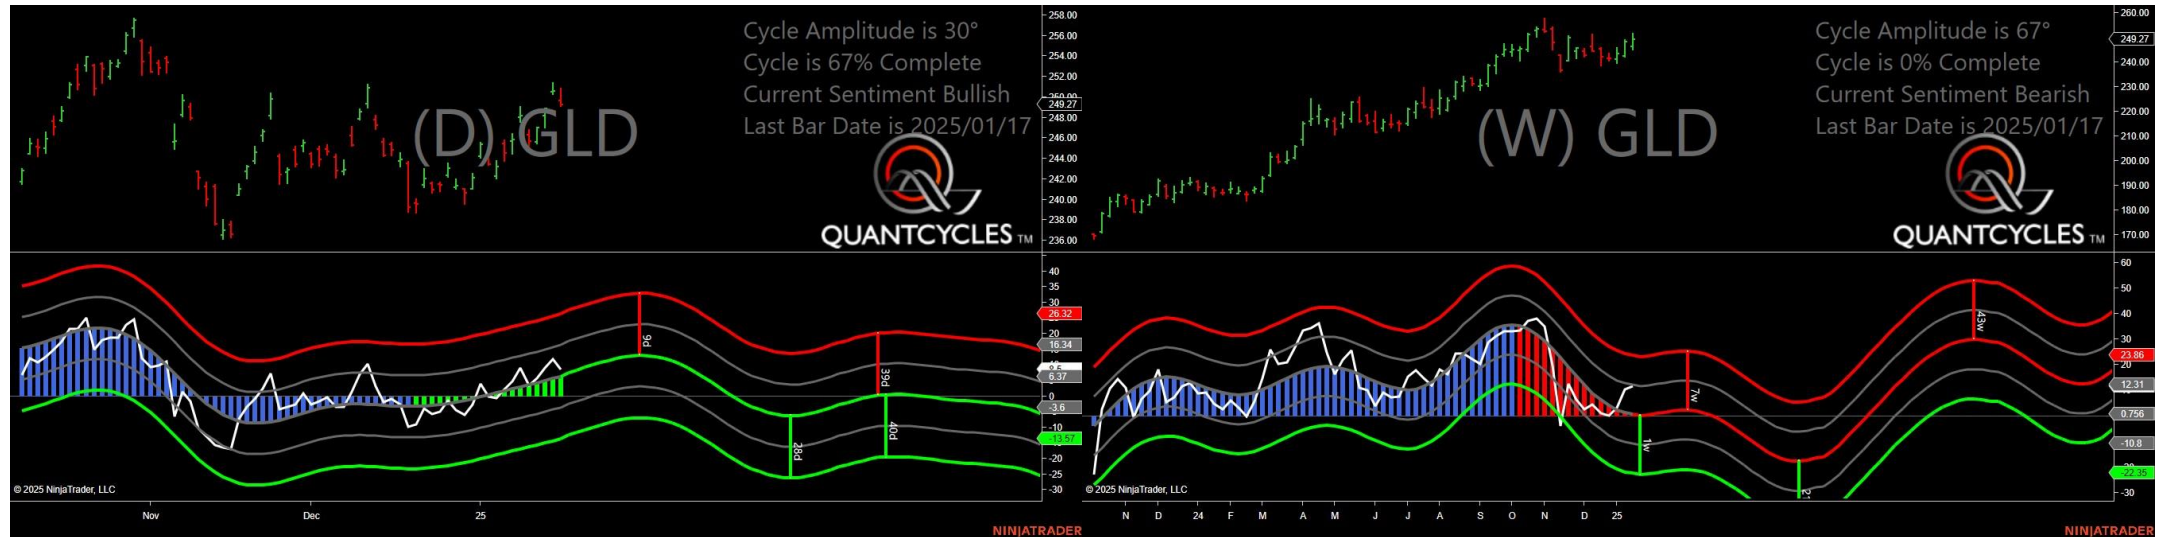 Cycle Amplitude is 30°
Cycle is 67% Complete
Current Sentiment Bullish
Last Bar Date is 2025/01/17
(D) GLD
QUANTCYCLES TM
258.00
256.00
254.00
252.00
250.00
249.27
248.00
246.00
244.00
242.00
240.00
238.00
236.00
40
35
30
26.32
20
16.34
6.37
0
-3.6
-10
-13.57
-20
-25
-30
9d
28d
39d
40d
© 2025 NinjaTrader, LLC
Nov
Dec
25
NINJATRADER
Cycle Amplitude is 67°
Cycle is 0% Complete
Current Sentiment Bearish
Last Bar Date is 2025/01/17
(W) GLD
QUANTCYCLES TM
260.00
249.27
240.00
230.00
220.00
210.00
200.00
190.00
180.00
170.00
60
50
40
30
23.86
20
12.31
0.756
-10.8
-22.35
-30
1w
7w
43w
© 2025 NinjaTrader, LLC
N D 24 F M A M J J A S O N D 25
NINJATRADER